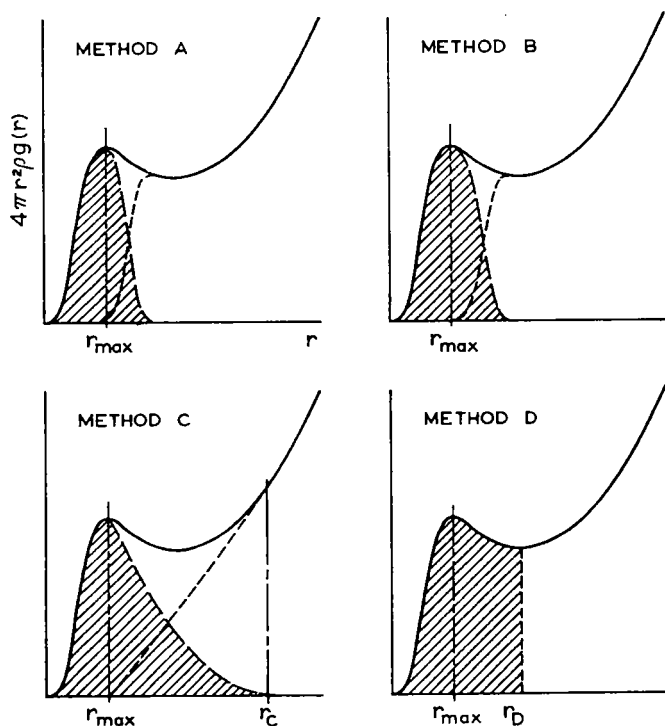 METHOD A
4πr²ρg(r)
r_max
r
METHOD B
r_max
METHOD C
r_max
r_C
METHOD D
r_max
r_D